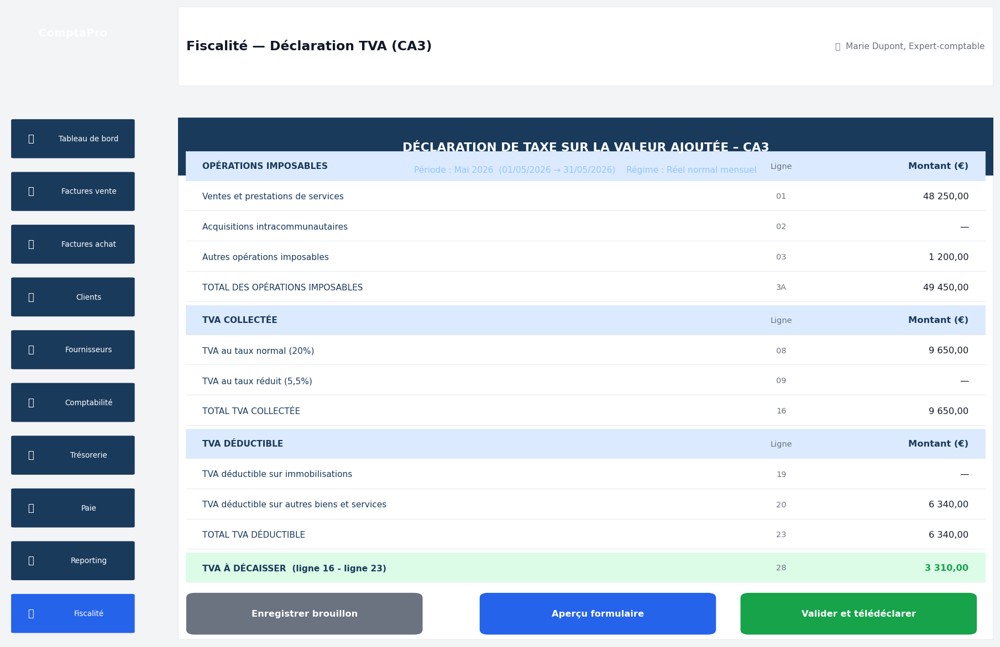 ComptaPro
Fiscalité — Déclaration TVA (CA3)
Marie Dupont, Expert-comptable
Tableau de bord
Factures vente
Factures achat
Clients
Fournisseurs
Comptabilité
Trésorerie
Paie
Reporting
Fiscalité
DÉCLARATION DE TAXE SUR LA VALEUR AJOUTÉE – CA3
Période : Mai 2026 (01/05/2026 → 31/05/2026) Régime : Réel normal mensuel
OPÉRATIONS IMPOSABLES Ligne Montant (€)
Ventes et prestations de services 01 48 250,00
Acquisitions intracommunautaires 02 —
Autres opérations imposables 03 1 200,00
TOTAL DES OPÉRATIONS IMPOSABLES 3A 49 450,00
TVA COLLECTÉE Ligne Montant (€)
TVA au taux normal (20%) 08 9 650,00
TVA au taux réduit (5,5%) 09 —
TOTAL TVA COLLECTÉE 16 9 650,00
TVA DÉDUCTIBLE Ligne Montant (€)
TVA déductible sur immobilisations 19 —
TVA déductible sur autres biens et services 20 6 340,00
TOTAL TVA DÉDUCTIBLE 23 6 340,00
TVA À DÉCAISSER (ligne 16 - ligne 23) 28 3 310,00
Enregistrer brouillon
Aperçu formulaire
Valider et télédéclarer